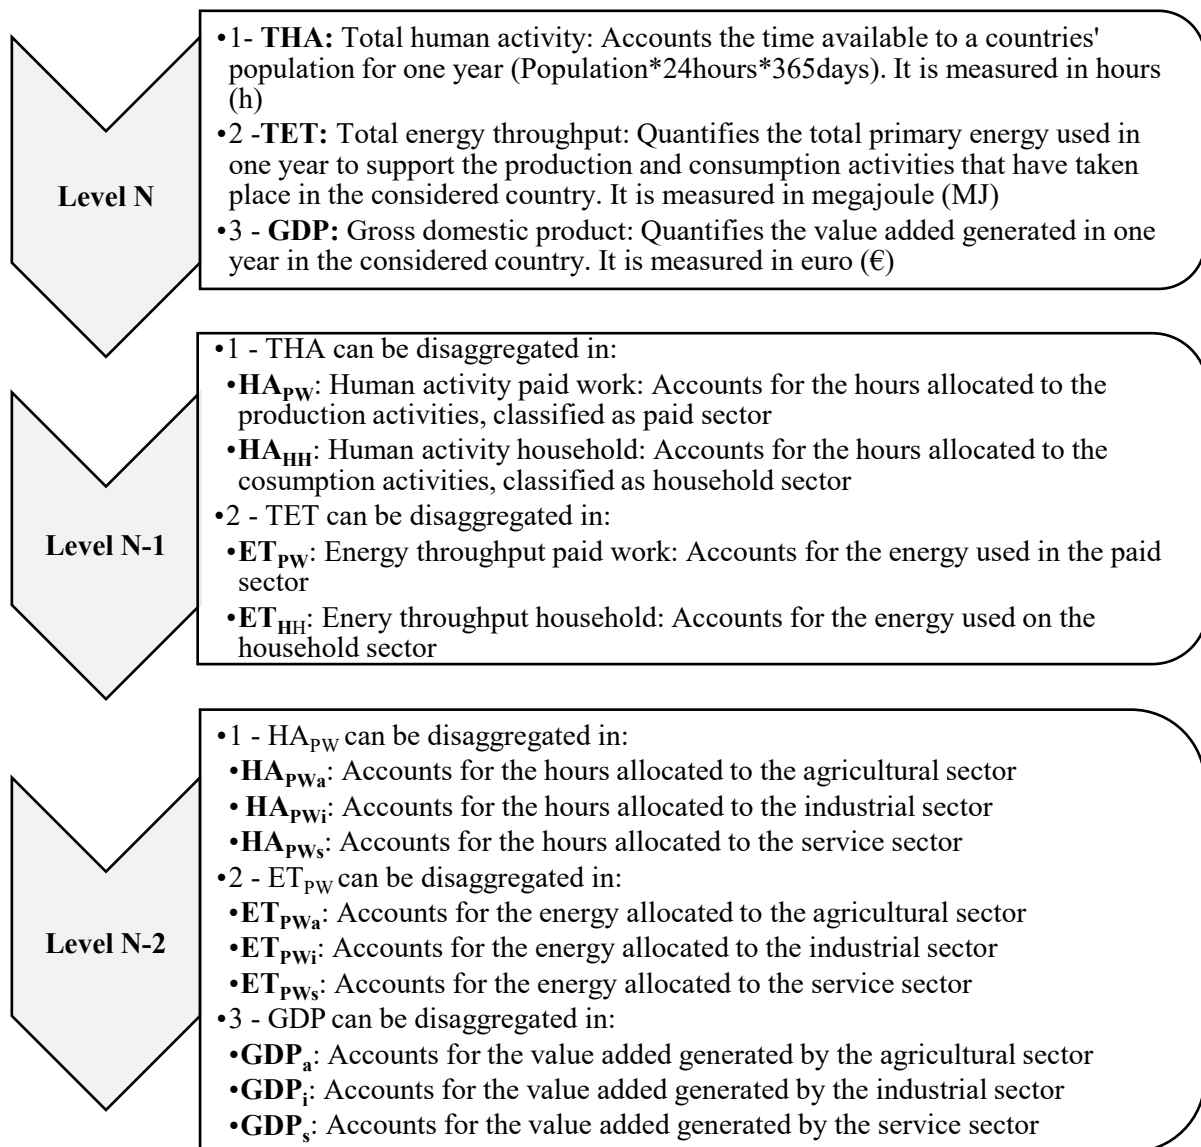 Level N
•1- THA: Total human activity: Accounts the time available to a countries'
population for one year (Population*24hours*365days). It is measured in hours
(h)
•2 -TET: Total energy throughput: Quantifies the total primary energy used in
one year to support the production and consumption activities that have taken
place in the considered country. It is measured in megajoule (MJ)
•3 - GDP: Gross domestic product: Quantifies the value added generated in one
year in the considered country. It is measured in euro (€)
Level N-1
•1 - THA can be disaggregated in:
•HAPW: Human activity paid work: Accounts for the hours allocated to the
production activities, classified as paid sector
•HAHH: Human activity household: Accounts for the hours allocated to the
cosumption activities, classified as household sector
•2 - TET can be disaggregated in:
•ETPW: Energy throughput paid work: Accounts for the energy used in the paid
sector
•ETHH: Enery throughput household: Accounts for the energy used on the
household sector
Level N-2
•1 - HAPW can be disaggregated in:
•HAPWa: Accounts for the hours allocated to the agricultural sector
• HAPWi: Accounts for the hours allocated to the industrial sector
•HAPWs: Accounts for the hours allocated to the service sector
•2 - ETPW can be disaggregated in:
•ETPWa: Accounts for the energy allocated to the agricultural sector
•ETPWi: Accounts for the energy allocated to the industrial sector
•ETPWs: Accounts for the energy allocated to the service sector
•3 - GDP can be disaggregated in:
•GDPa: Accounts for the value added generated by the agricultural sector
•GDPi: Accounts for the value added generated by the industrial sector
•GDPs: Accounts for the value added generated by the service sector